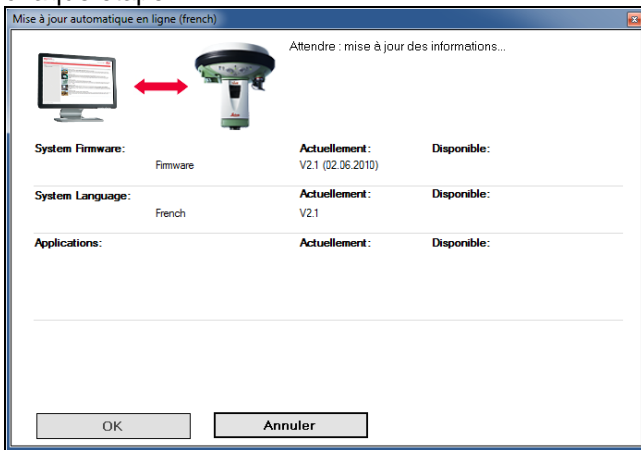 Mise à jour automatique en ligne (french)
Attendre : mise à jour des informations...
System Firmware: Actuellement: Disponible:
Firmware V2.1 (02.06.2010)
System Language: Actuellement: Disponible:
French V2.1
Applications: Actuellement: Disponible:
OK Annuler